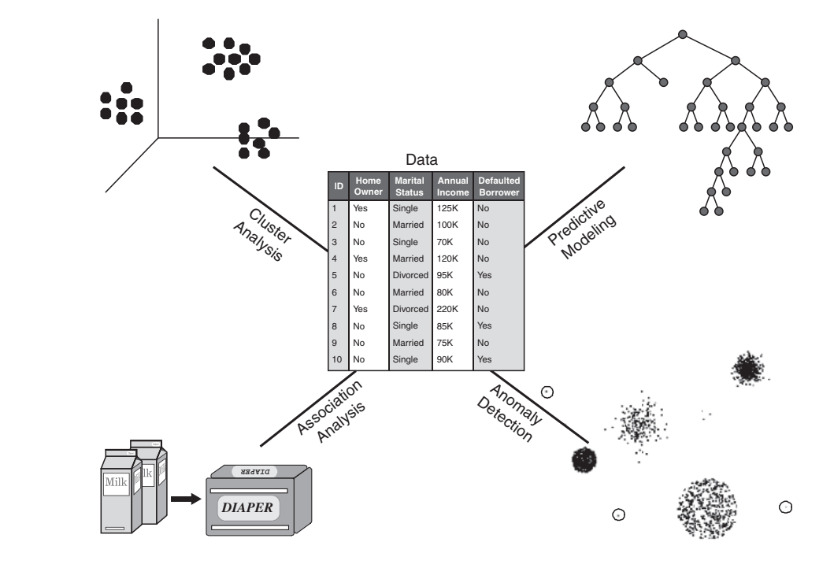 Data
ID Home Owner Marital Status Annual Income Defaulted Borrower
1 Yes Single 125K No
2 No Married 100K No
3 No Single 70K No
4 Yes Married 120K No
5 No Divorced 95K Yes
6 No Married 80K No
7 Yes Divorced 220K No
8 No Single 85K Yes
9 No Married 75K No
10 No Single 90K Yes
Cluster
Analysis
Predictive
Modeling
Association
Analysis
Anomaly
Detection
Milk
lk
DIAPER
DIAPER